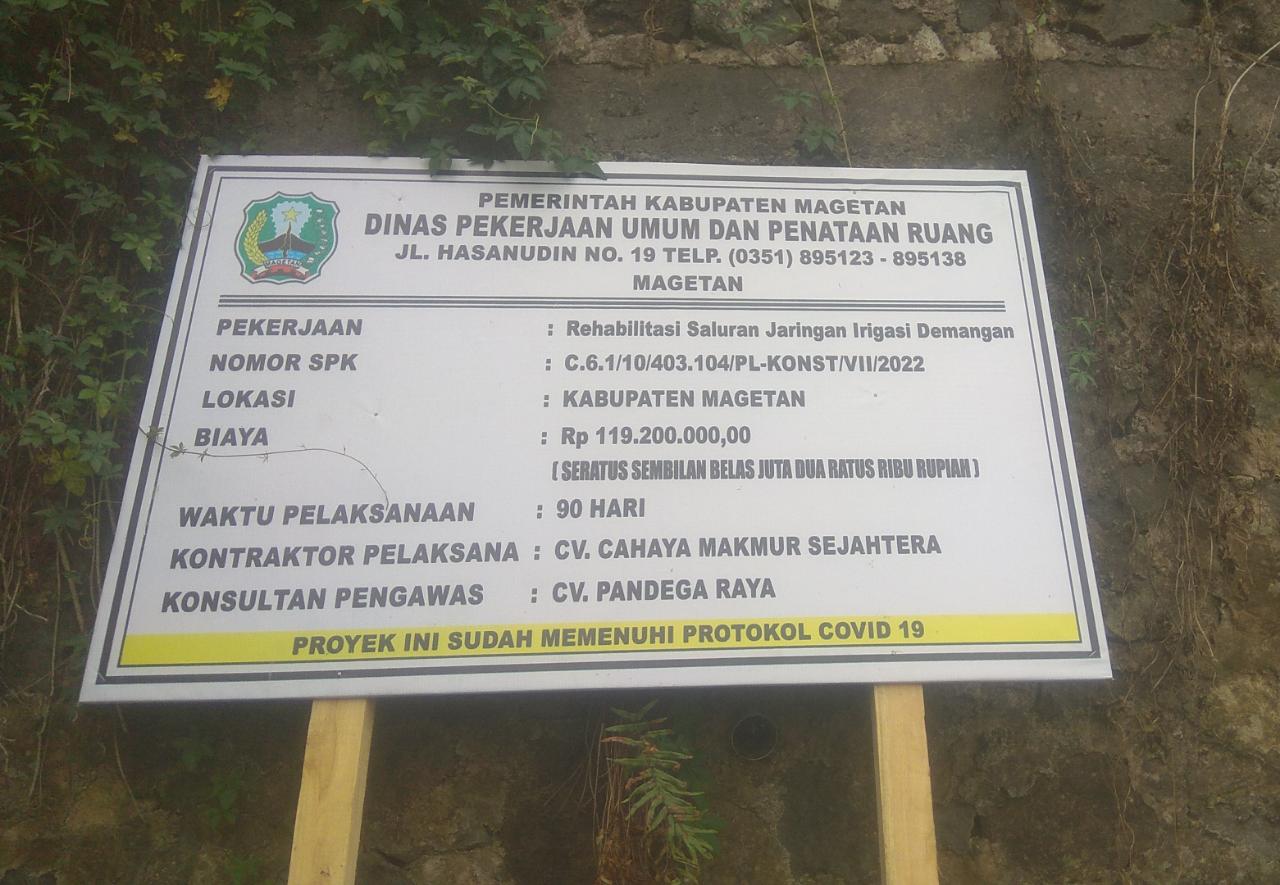 PEMERINTAH KABUPATEN MAGETAN
DINAS PEKERJAAN UMUM DAN PENATAAN RUANG
JL. HASANUDIN NO. 19 TELP. (0351) 895123 - 895138
MAGETAN
MAGETAN
PEKERJAAN : Rehabilitasi Saluran Jaringan Irigasi Demangan
NOMOR SPK : C.6.1/10/403.104/PL-KONST/VII/2022
LOKASI : KABUPATEN MAGETAN
BIAYA : Rp 119.200.000,00
( SERATUS SEMBILAN BELAS JUTA DUA RATUS RIBU RUPIAH )
WAKTU PELAKSANAAN : 90 HARI
KONTRAKTOR PELAKSANA : CV. CAHAYA MAKMUR SEJAHTERA
KONSULTAN PENGAWAS : CV. PANDEGA RAYA
PROYEK INI SUDAH MEMENUHI PROTOKOL COVID 19